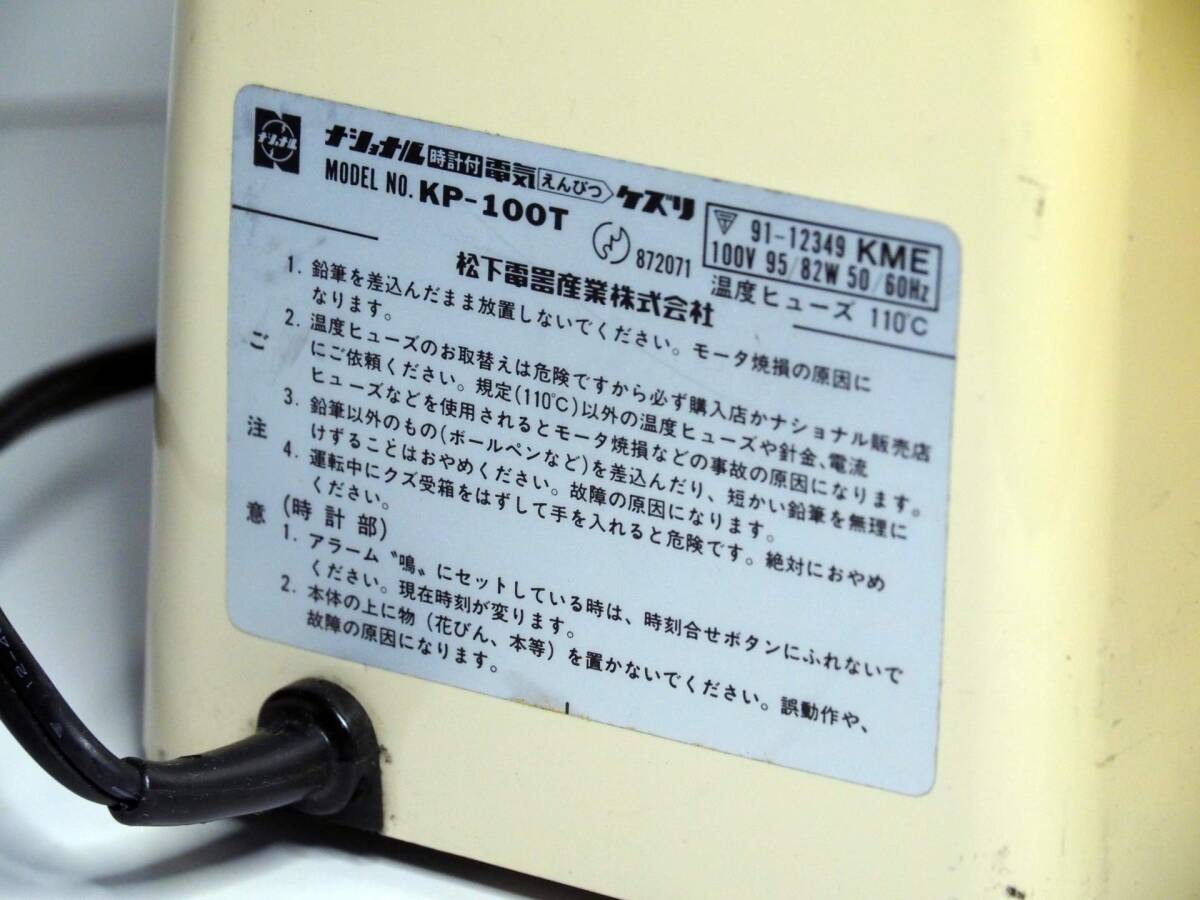 ナショナル
ナショナル 時計付 電気 えんぴつ ケズリ
MODEL NO. KP-100T
872071
〒 91-12349 KME
100V 95/82W 50/60Hz
松下電器産業株式会社
温度ヒューズ 110℃
ご注意
1. 鉛筆を差込んだまま放置しないでください。モータ焼損の原因に
なります。
2. 温度ヒューズのお取替えは危険ですから必ず購入店かナショナル販売店
にご依頼ください。規定(110℃)以外の温度ヒューズや針金、電流
ヒューズなどを使用されるとモータ焼損などの事故の原因になります。
3. 鉛筆以外のもの(ボールペンなど)を差込んだり、短かい鉛筆を無理に
けずることはおやめください。故障の原因になります。
4. 運転中にクズ受箱をはずして手を入れると危険です。絶対におやめ
ください。
(時計部)
1. アラーム〝鳴〟にセットしている時は、時刻合せボタンにふれないで
ください。現在時刻が変ります。
2. 本体の上に物(花びん、本等)を置かないでください。誤動作や、
故障の原因になります。